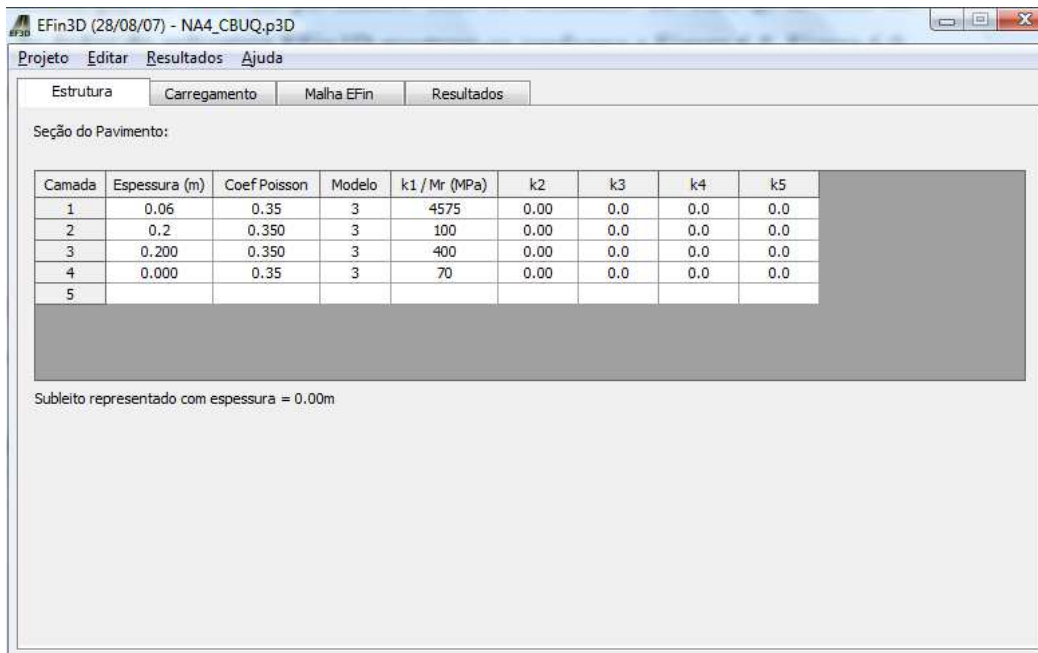 EFin3D (28/08/07) - NA4_CBUQ.p3D
Projeto Editar Resultados Ajuda
Estrutura Carregamento Malha EFin Resultados
Seção do Pavimento:
Camada Espessura (m) Coef Poisson Modelo k1 / Mr (MPa) k2 k3 k4 k5
1 0.06 0.35 3 4575 0.00 0.0 0.0 0.0
2 0.2 0.350 3 100 0.00 0.0 0.0 0.0
3 0.200 0.350 3 400 0.00 0.0 0.0 0.0
4 0.000 0.35 3 70 0.00 0.0 0.0 0.0
5
Subleito representado com espessura = 0.00m